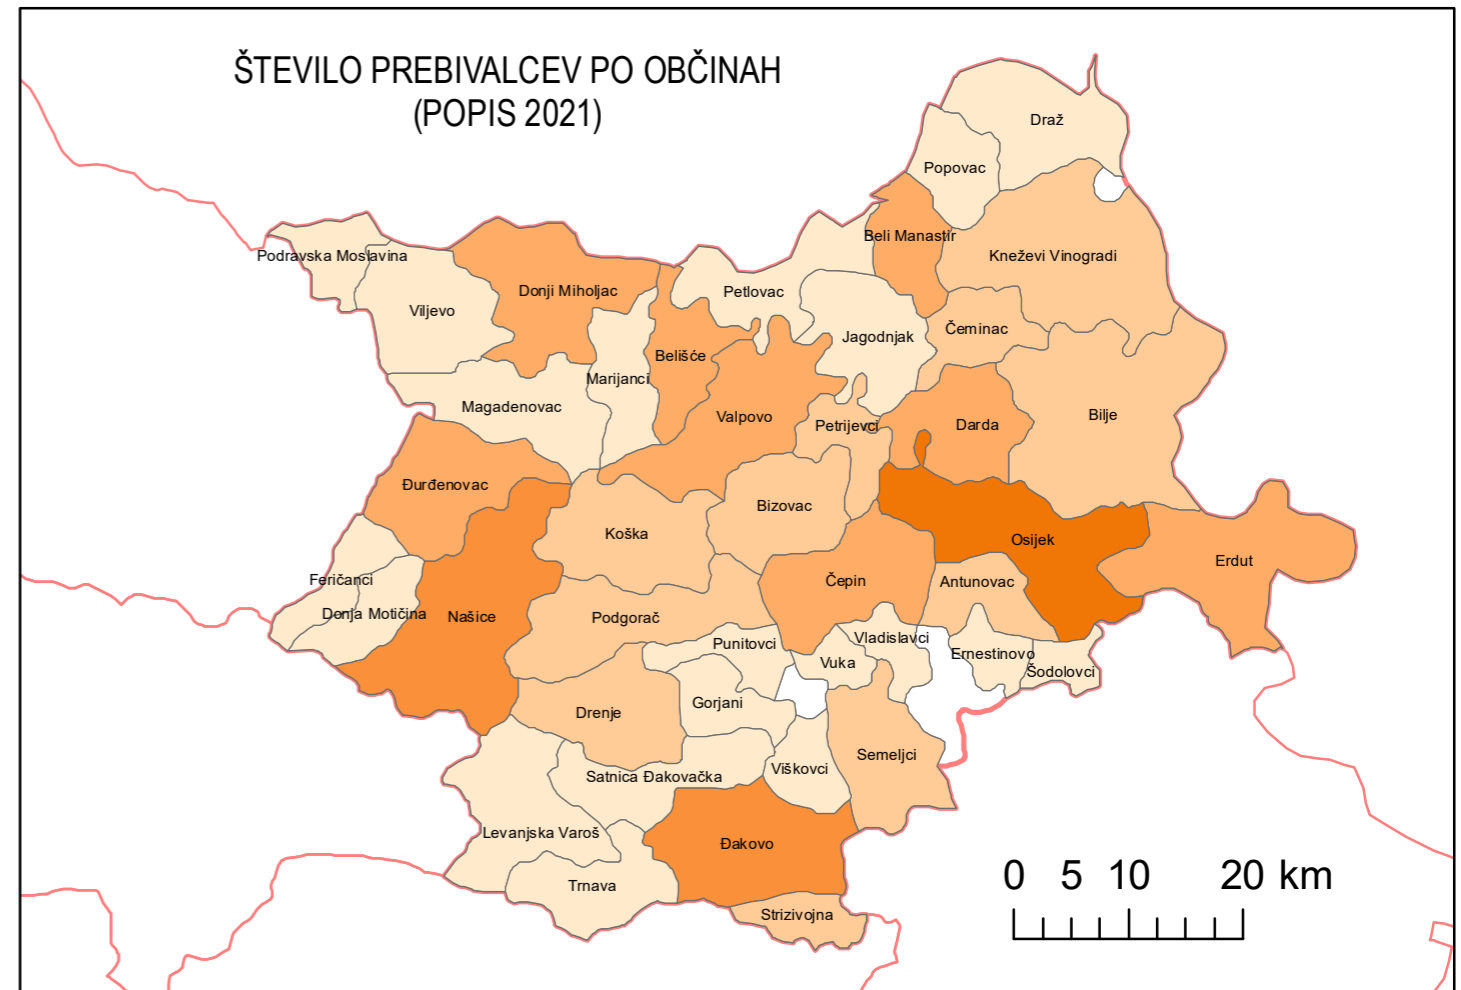 ŠTEVILO PREBIVALCEV PO OBČINAH
(POPIS 2021)
Draž
Popovac
Beli Manastir
Kneževi Vinogradi
Podravska Moslavina
Donji Miholjac
Petlovac
Viljevo
Čeminac
Jagodnjak
Belišće
Marijanci
Magadenovac
Valpovo
Petrijevci
Darda
Bilje
Đurđenovac
Bizovac
Koška
Osijek
Erdut
Feričanci
Čepin
Antunovac
Donja Motičina
Našice
Podgorač
Punitovci
Vladislavci
Vuka
Ernestinovo
Šodolovci
Gorjani
Drenje
Semeljci
Satnica Đakovačka
Viškovci
Levanjska Varoš
Đakovo
Trnava
Strizivojna
0 5 10 20 km